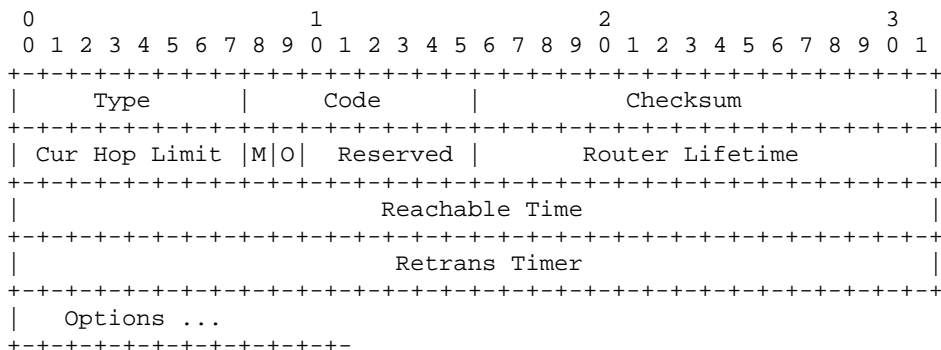 0                   1                   2                   3
 0 1 2 3 4 5 6 7 8 9 0 1 2 3 4 5 6 7 8 9 0 1 2 3 4 5 6 7 8 9 0 1
+-+-+-+-+-+-+-+-+-+-+-+-+-+-+-+-+-+-+-+-+-+-+-+-+-+-+-+-+-+-+-+-+
|     Type      |     Code      |          Checksum             |
+-+-+-+-+-+-+-+-+-+-+-+-+-+-+-+-+-+-+-+-+-+-+-+-+-+-+-+-+-+-+-+-+
| Cur Hop Limit |M|O|  Reserved |       Router Lifetime         |
+-+-+-+-+-+-+-+-+-+-+-+-+-+-+-+-+-+-+-+-+-+-+-+-+-+-+-+-+-+-+-+-+
|                         Reachable Time                        |
+-+-+-+-+-+-+-+-+-+-+-+-+-+-+-+-+-+-+-+-+-+-+-+-+-+-+-+-+-+-+-+-+
|                          Retrans Timer                        |
+-+-+-+-+-+-+-+-+-+-+-+-+-+-+-+-+-+-+-+-+-+-+-+-+-+-+-+-+-+-+-+-+
|   Options ...
+-+-+-+-+-+-+-+-+-+-+-+-